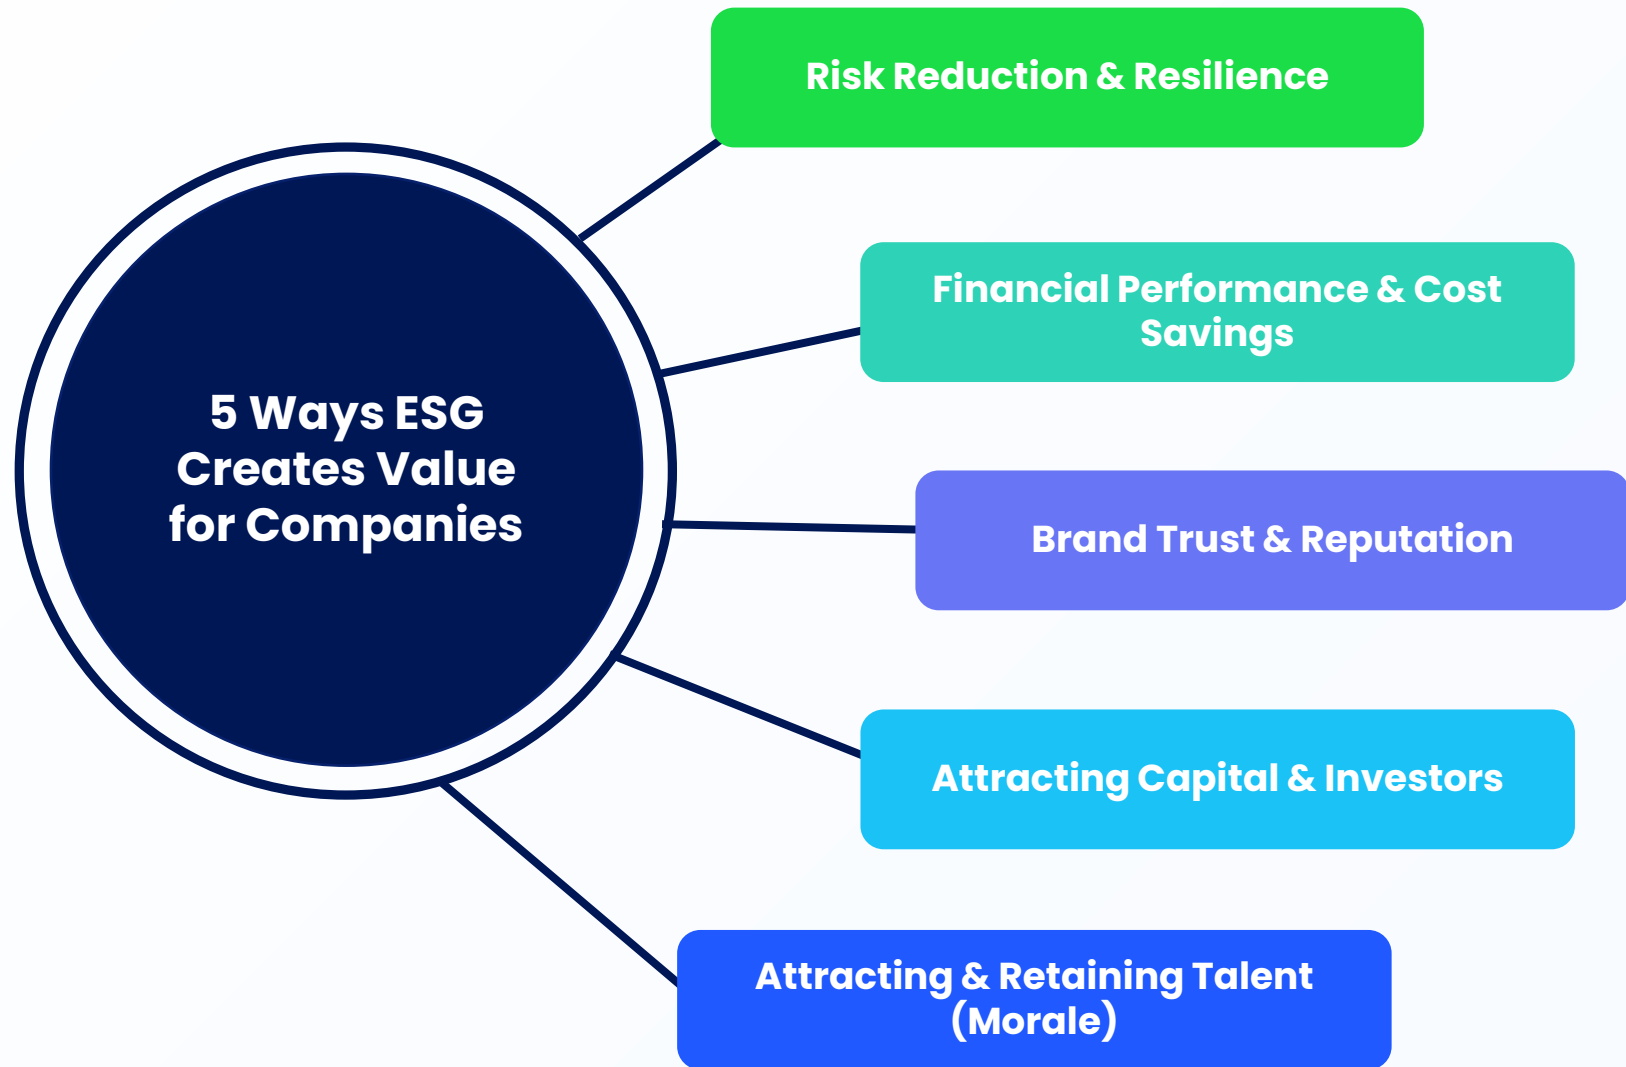 5 Ways ESG
Creates Value
for Companies
Risk Reduction & Resilience
Financial Performance & Cost
Savings
Brand Trust & Reputation
Attracting Capital & Investors
Attracting & Retaining Talent
(Morale)